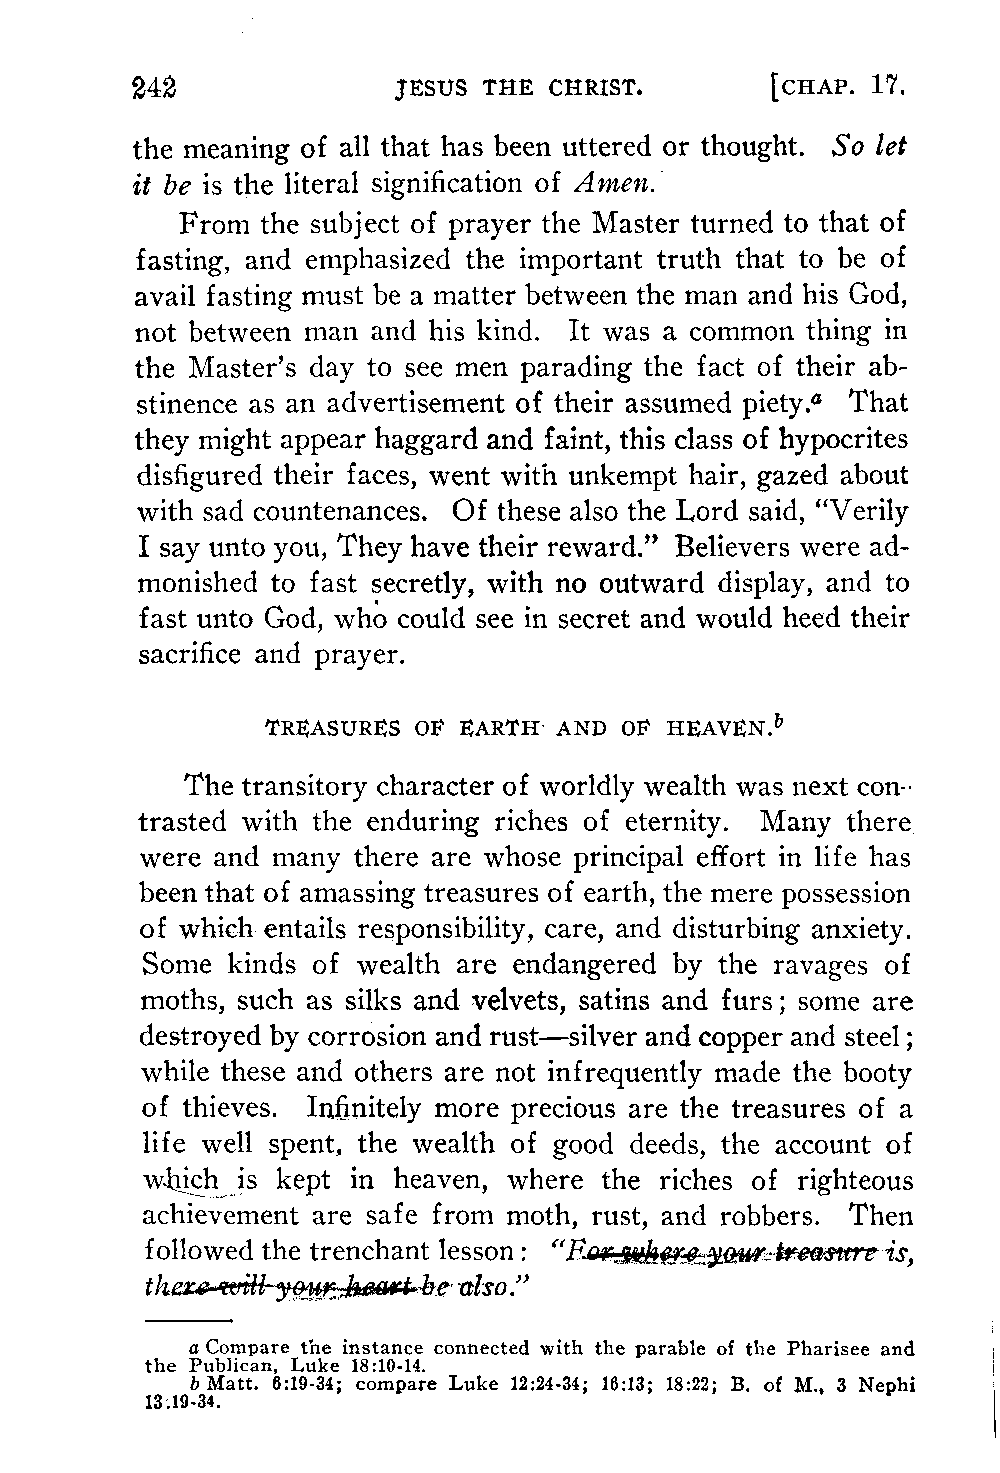 242 JESUS THE CHRIST. [CHAP. 17.
the meaning of all that has been uttered or thought. So let
it be is the literal signification of Amen.
From the subject of prayer the Master turned to that of
fasting, and emphasized the important truth that to be of
avail fasting must be a matter between the man and his God,
not between man and his kind. It was a common thing in
the Master's day to see men parading the fact of their ab-
stinence as an advertisement of their assumed piety.a That
they might appear haggard and faint, this class of hypocrites
disfigured their faces, went with unkempt hair, gazed about
with sad countenances. Of these also the Lord said, "Verily
I say unto you, They have their reward." Believers were ad-
monished to fast secretly, with no outward display, and to
fast unto God, who could see in secret and would heed their
sacrifice and prayer.
TREASURES OF EARTH AND OF HEAVEN.b
The transitory character of worldly wealth was next con-
trasted with the enduring riches of eternity. Many there
were and many there are whose principal effort in life has
been that of amassing treasures of earth, the mere possession
of which entails responsibility, care, and disturbing anxiety.
Some kinds of wealth are endangered by the ravages of
moths, such as silks and velvets, satins and furs; some are
destroyed by corrosion and rust—silver and copper and steel;
while these and others are not infrequently made the booty
of thieves. Infinitely more precious are the treasures of a
life well spent, the wealth of good deeds, the account of
which is kept in heaven, where the riches of righteous
achievement are safe from moth, rust, and robbers. Then
followed the trenchant lesson: "For where your treasure is,
there will your heart be also."
a Compare the instance connected with the parable of the Pharisee and
the Publican, Luke 18:10-14.
b Matt. 6:19-34; compare Luke 12:24-34; 16:13; 18:22; B. of M., 3 Nephi
13:19-34.